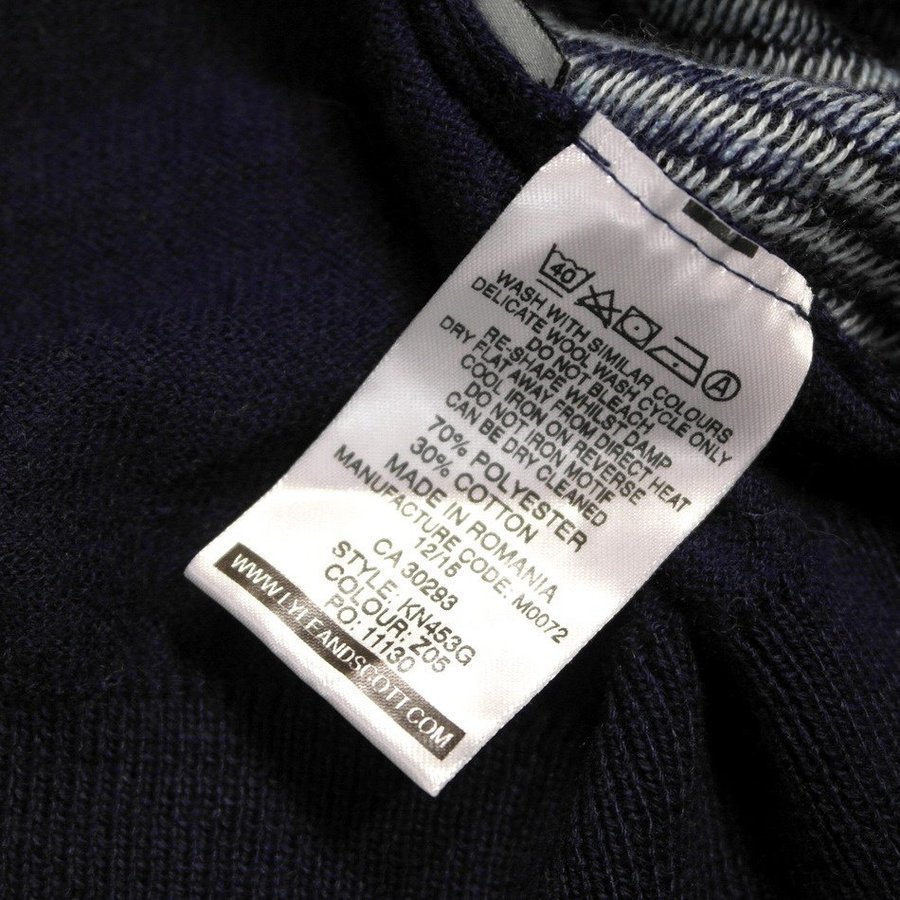 40
A
WASH WITH SIMILAR COLOURS
DELICATE WOOL WASH CYCLE ONLY
DO NOT BLEACH
RE-SHAPE WHILST DAMP
DRY FLAT AWAY FROM DIRECT HEAT
COOL IRON ON REVERSE
DO NOT IRON MOTIF
CAN BE DRY CLEANED
70% POLYESTER
30% COTTON
MADE IN ROMANIA
MANUFACTURE CODE: M0072
12/15
CA 30293
STYLE: KN453G
COLOUR: Z05
PO: 11130
WWW.LYLEANDSCOTT.COM